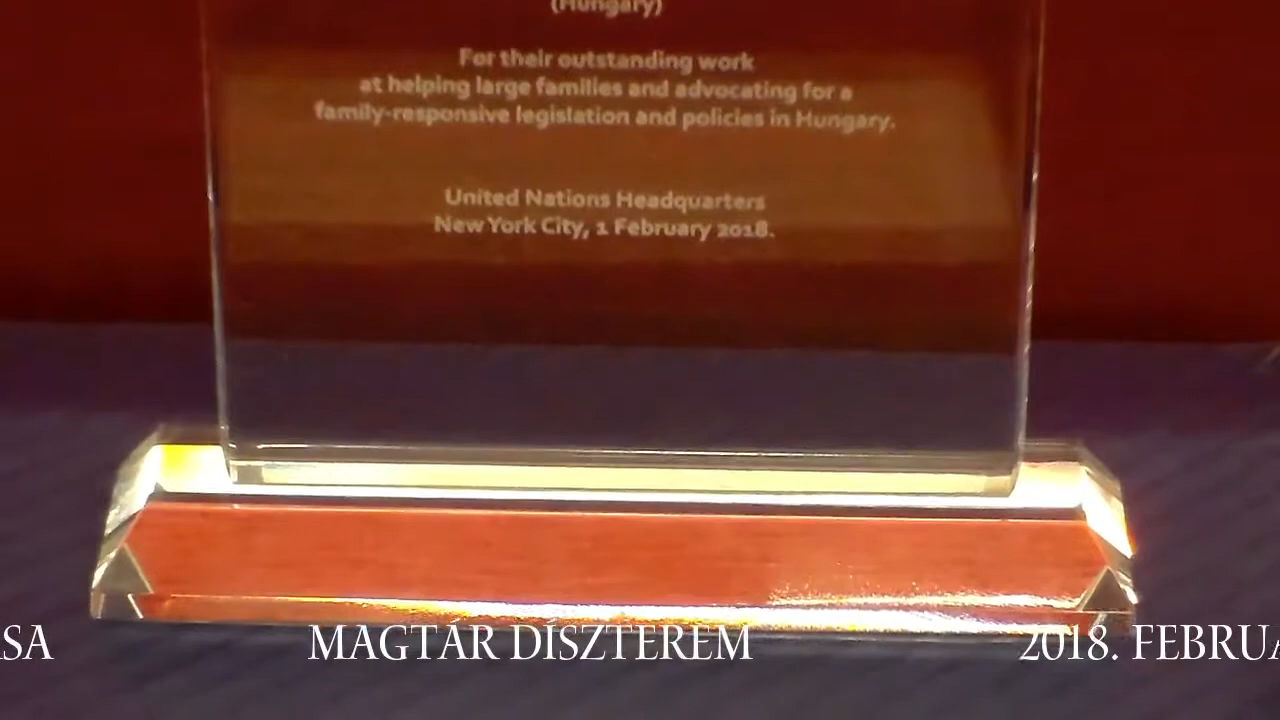 (Hungary)
For their outstanding work
at helping large families and advocating for a
family-responsive legislation and policies in Hungary.
United Nations Headquarters
New York City, 1 February 2018.
MAGTÁR DÍSZTEREM
2018. FEBRUA